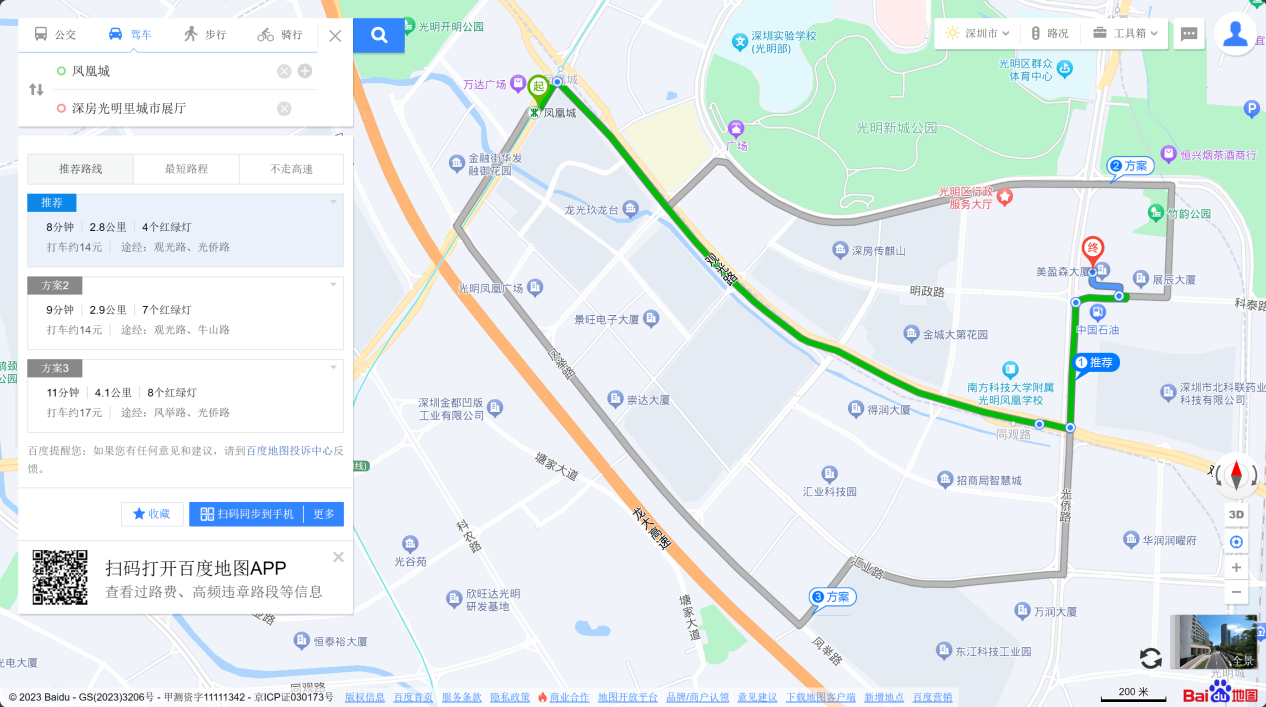 公交
驾车
步行
骑行
凤凰城
深房光明里城市展厅
推荐路线
最短路程
不走高速
推荐
8分钟 2.8公里 4个红绿灯
打车约14元 途经：观光路、光侨路
方案2
9分钟 2.9公里 7个红绿灯
打车约14元 途经：观光路、牛山路
方案3
11分钟 4.1公里 8个红绿灯
打车约17元 途经：风举路、光侨路
百度提醒您：如果您有任意意见和建议，请到百度地图投诉中心反
馈。
收藏
扫码同步到手机
更多
扫码打开百度地图APP
查看过路费、高频违章路段等信息
光明开明公园
深圳实验学校
(光明部)
深圳市
路况
工具箱
光明区群众
体育中心
万达广场
起
凤凰城
广场
光明新城公园
恒兴烟茶酒商行
金融街华发
融御花园
2 方案
光明区行政
服务大厅
龙光玖龙台
竹韵公园
深房传麒山
终
美盈森大厦
展辰大厦
观光路
光明凤凰广场
明政路
科泰路
景旺电子大厦
金城大第花园
中国石油
凤举路
1 推荐
南方科技大学附属
光明凤凰学校
深圳市北科联药业
科技有限公司
崇达大厦
深圳金都凹版
工业有限公司
得润大厦
同观路
塘家大道
汇业科技园
招商局智慧城
光侨路
3D
龙大高速
科农路
华润润曜府
光谷苑
汇业路
欣旺达光明
研发基地
3 方案
塘家大道
万润大厦
恒泰裕大厦
凤举路
东江科技工业园
全景
光明城
光电大厦
同观路
200 米
Bai 地图
© 2023 Baidu - GS(2023)3206号 - 甲测资字11111342 - 京ICP证030173号 版权信息 百度首页 服务条款 隐私政策 商业合作 地图开放平台 品牌/商户认领 意见建议 下载地图客户端 新增地点 百度营销